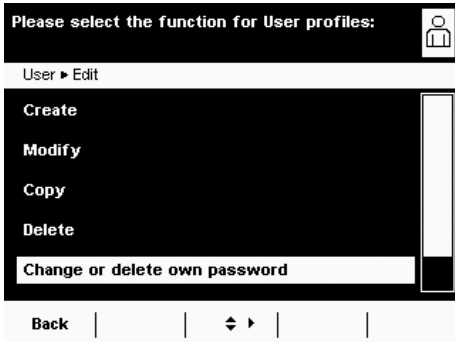 Please select the function for User profiles:
User ▸ Edit
Create
Modify
Copy
Delete
Change or delete own password
Back